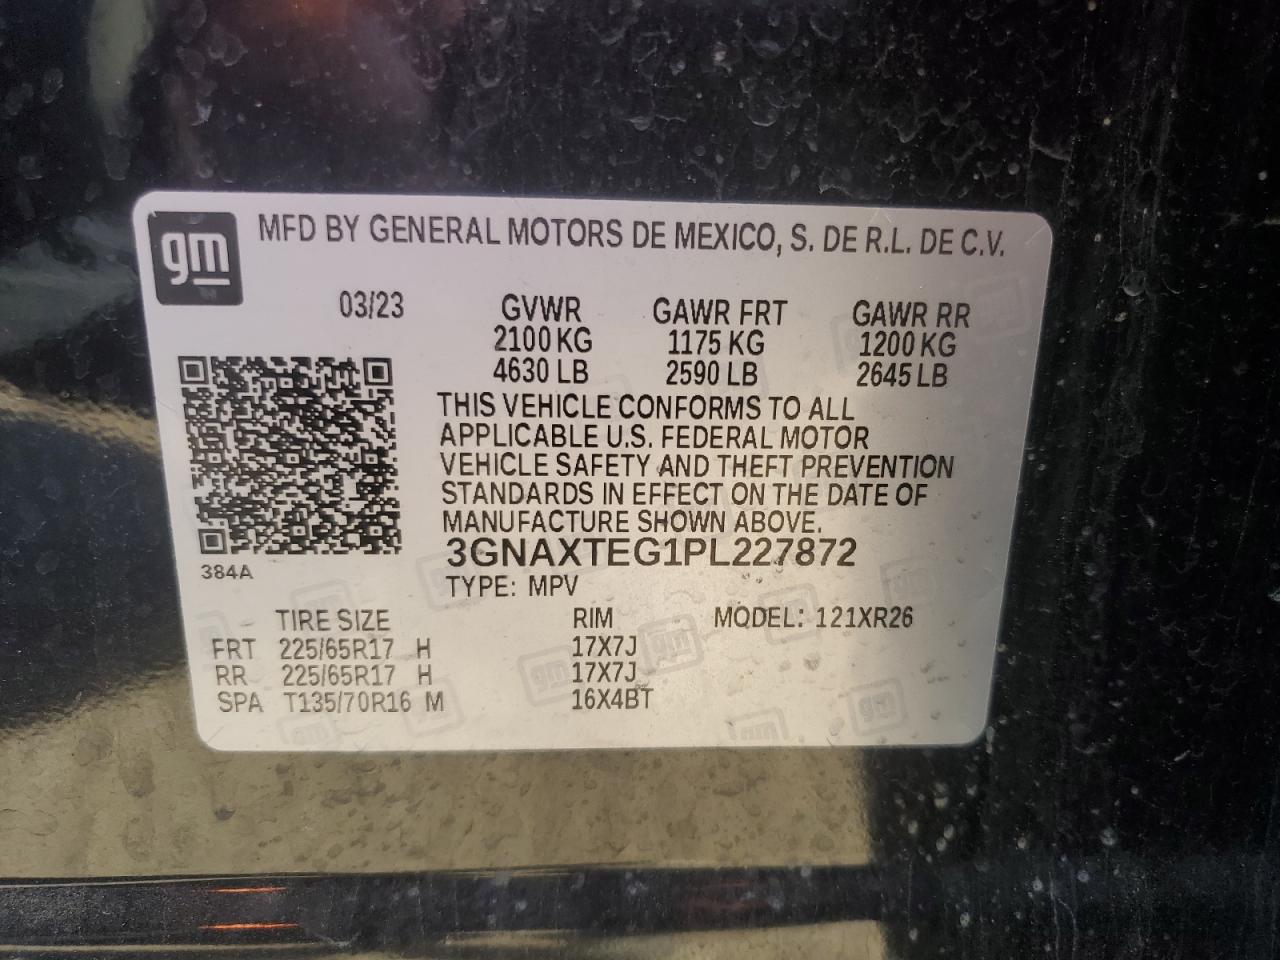 gm
MFD BY GENERAL MOTORS DE MEXICO, S. DE R.L. DE C.V.
03/23 GVWR GAWR FRT GAWR RR
2100 KG 1175 KG 1200 KG
4630 LB 2590 LB 2645 LB
THIS VEHICLE CONFORMS TO ALL
APPLICABLE U.S. FEDERAL MOTOR
VEHICLE SAFETY AND THEFT PREVENTION
STANDARDS IN EFFECT ON THE DATE OF
MANUFACTURE SHOWN ABOVE.
3GNAXTEG1PL227872
384A
TYPE: MPV
TIRE SIZE RIM MODEL: 121XR26
FRT 225/65R17 H 17X7J
RR 225/65R17 H 17X7J
SPA T135/70R16 M 16X4BT